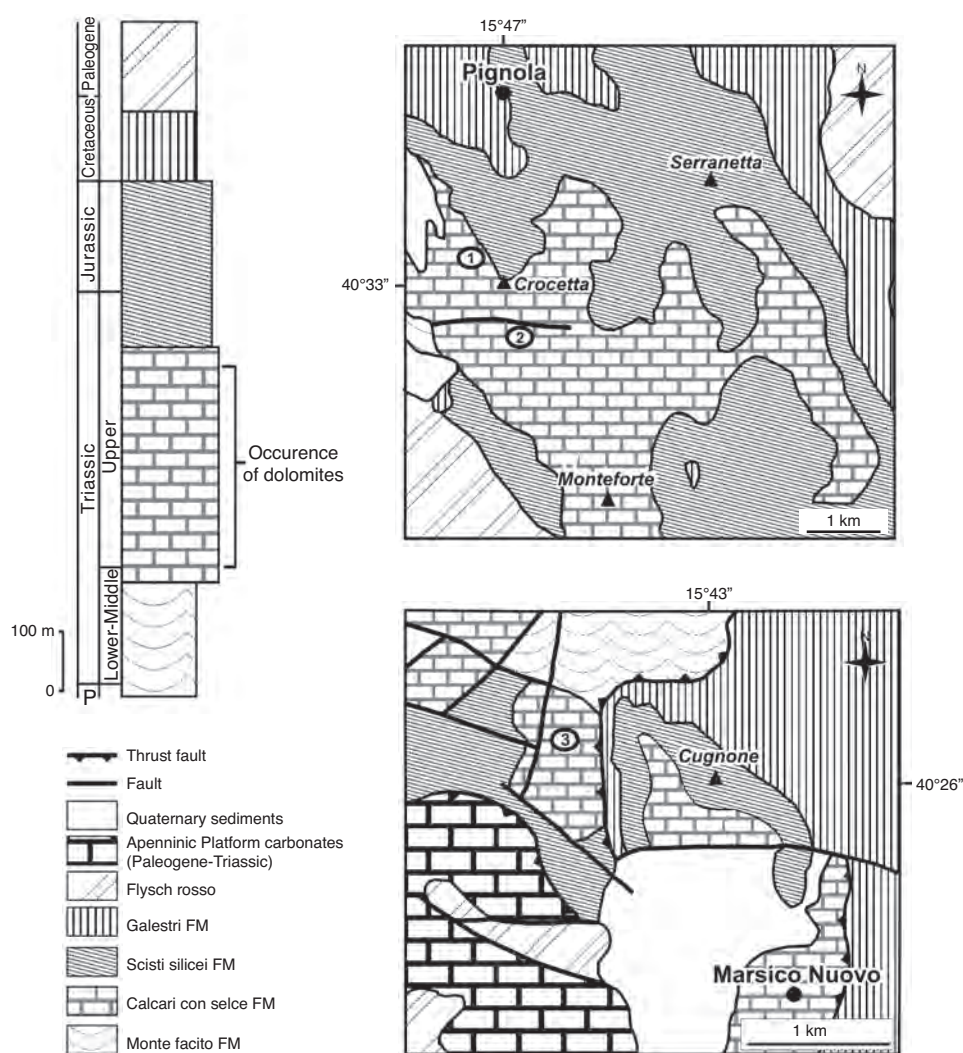 Paleogene
Cretaceous
Jurassic
Triassic
Upper
Lower-Middle
P
Occurence
of dolomites
100 m
0
Thrust fault
Fault
Quaternary sediments
Apenninic Platform carbonates
(Paleogene-Triassic)
Flysch rosso
Galestri FM
Scisti silicei FM
Calcari con selce FM
Monte facito FM
15°47”
Pignola
N
Serranetta
1
40°33”
Crocetta
2
Monteforte
1 km
15°43”
N
3
Cugnone
40°26”
Marsico Nuovo
1 km